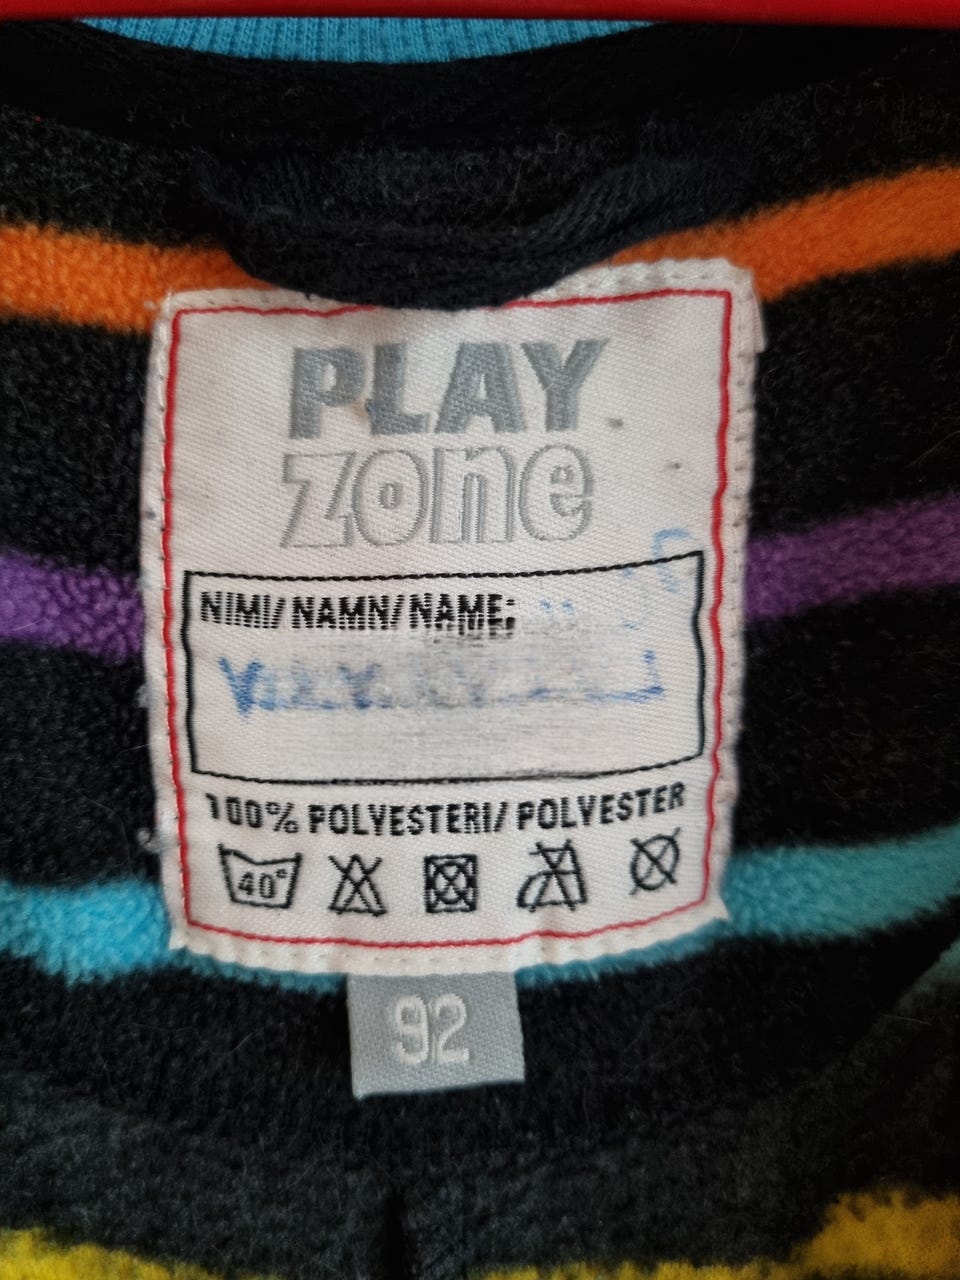 PLAY
zone
NIMI/ NAMN/ NAME:
100% POLYESTERI/ POLYESTER
40°
92